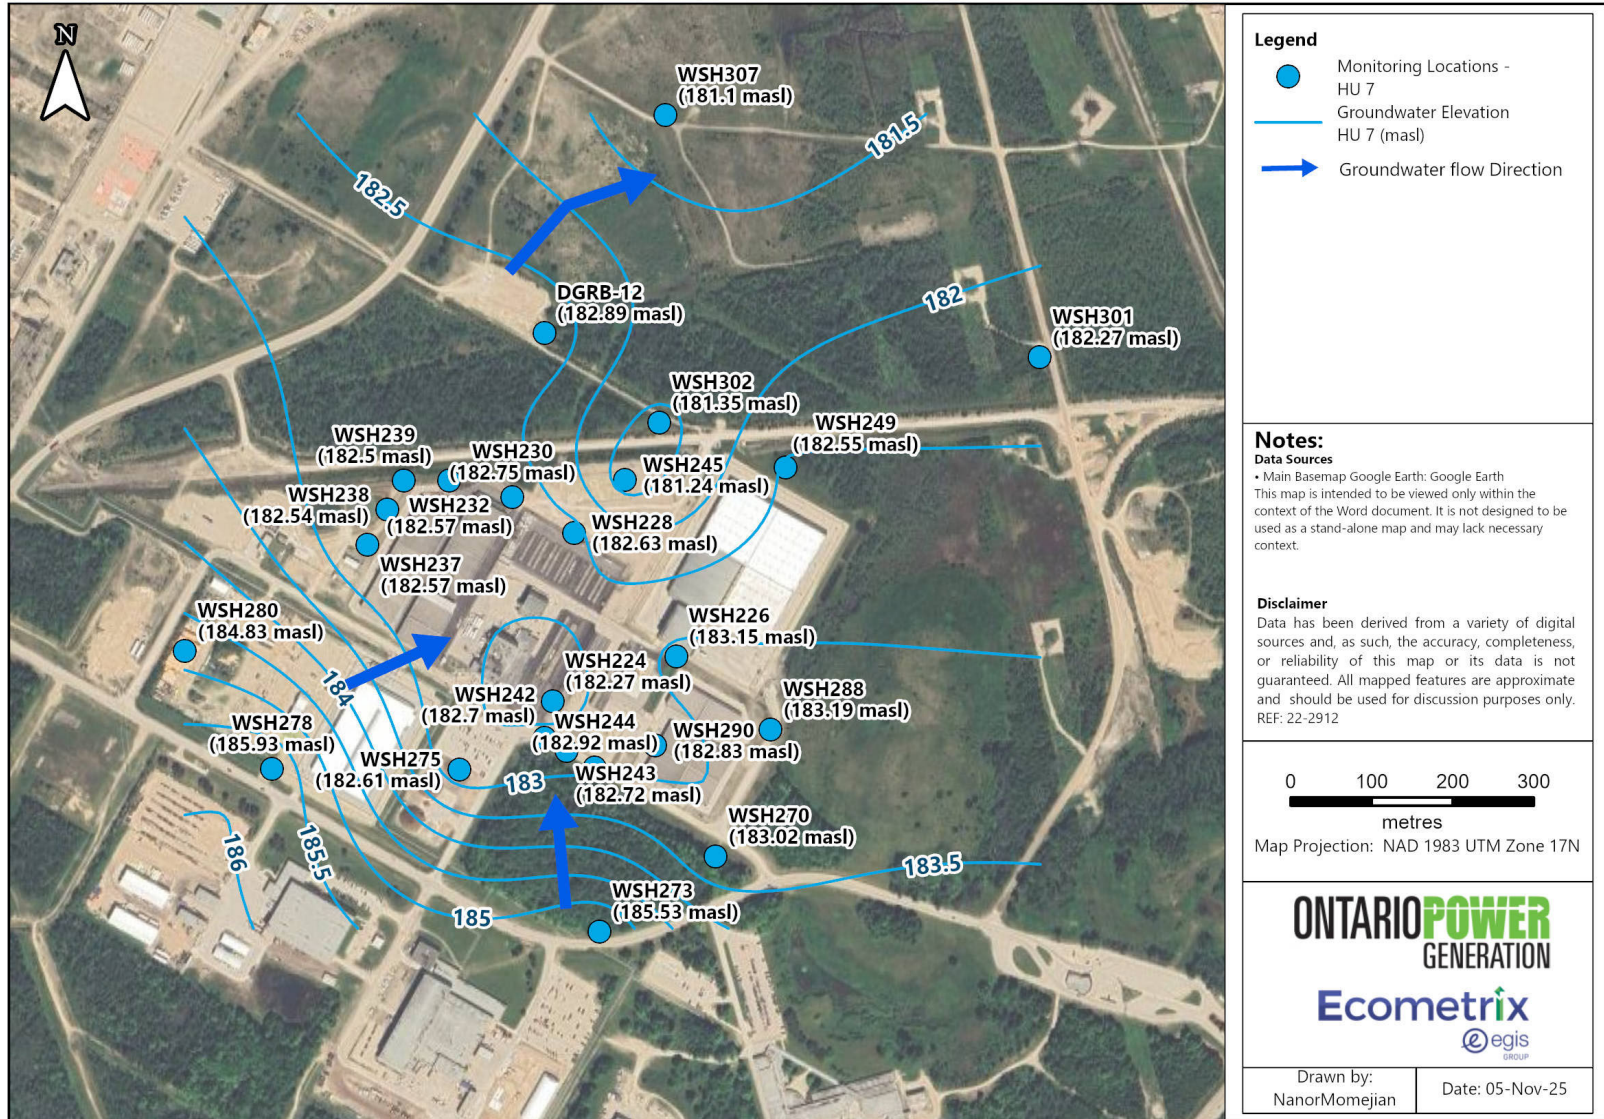 N
WSH307
(181.1 masl)
181.5
182.5
DGRB-12
(182.89 masl)
182
WSH301
(182.27 masl)
WSH302
(181.35 masl)
WSH249
(182.55 masl)
WSH239
(182.5 masl)
WSH230
(182.75 masl)
WSH245
(181.24 masl)
WSH238
(182.54 masl)
WSH232
(182.57 masl)
WSH228
(182.63 masl)
WSH237
(182.57 masl)
WSH280
(184.83 masl)
WSH226
(183.15 masl)
WSH224
(182.27 masl)
184
WSH242
(182.7 masl)
WSH288
(183.19 masl)
WSH278
(185.93 masl)
WSH244
(182.92 masl)
WSH290
(182.83 masl)
WSH275
(182.61 masl)
183
WSH243
(182.72 masl)
WSH270
(183.02 masl)
186
185.5
183.5
WSH273
(185.53 masl)
185
Legend
Monitoring Locations -
HU 7
Groundwater Elevation
HU 7 (masl)
Groundwater flow Direction
Notes:
Data Sources
• Main Basemap Google Earth: Google Earth
This map is intended to be viewed only within the
context of the Word document. It is not designed to be
used as a stand-alone map and may lack necessary
context.
Disclaimer
Data has been derived from a variety of digital
sources and, as such, the accuracy, completeness,
or reliability of this map or its data is not
guaranteed. All mapped features are approximate
and should be used for discussion purposes only.
REF: 22-2912
0 100 200 300
metres
Map Projection: NAD 1983 UTM Zone 17N
ONTARIOPOWER
GENERATION
Ecometrix
egis
GROUP
Drawn by:
NanorMomejian
Date: 05-Nov-25